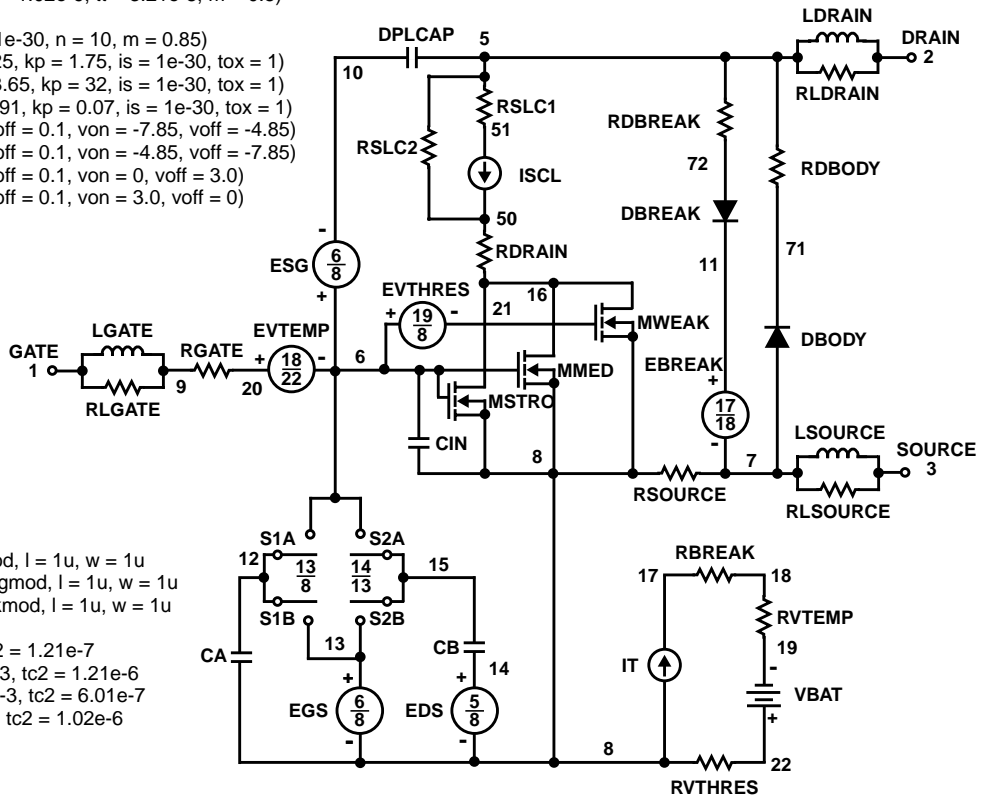 1e-30, n = 10, m = 0.85)
25, kp = 1.75, is = 1e-30, tox = 1)
3.65, kp = 32, is = 1e-30, tox = 1)
91, kp = 0.07, is = 1e-30, tox = 1)
off = 0.1, von = -7.85, voff = -4.85)
off = 0.1, von = -4.85, voff = -7.85)
off = 0.1, von = 0, voff = 3.0)
off = 0.1, von = 3.0, voff = 0)
LDRAIN
DPLCAP
5
DRAIN
2
10
RLDRAIN
RSLC1
51
RDBREAK
RSLC2
72
ISCL
RDBODY
50
DBREAK
-
RDRAIN
71
ESG
6
8
11
+
EVTHRES
16
+
19
8
-
21
MWEAK
LGATE
EVTEMP
GATE
1
RGATE
+
18
22
-
6
EBREAK
DBODY
MMED
+
9
20
RLGATE
MSTRO
17
18
CIN
-
LSOURCE
8
7
SOURCE
3
RSOURCE
RLSOURCE
S1A
S2A
od, l = 1u, w = 1u
12
13
8
14
13
15
RBREAK
gmod, l = 1u, w = 1u
17
18
kmod, l = 1u, w = 1u
S1B
S2B
RVTEMP
13
2 = 1.21e-7
CB
19
3, tc2 = 1.21e-6
CA
14
IT
-
-3, tc2 = 6.01e-7
+
+
VBAT
tc2 = 1.02e-6
EGS
6
8
EDS
5
8
+
-
-
8
22
RVTHRES